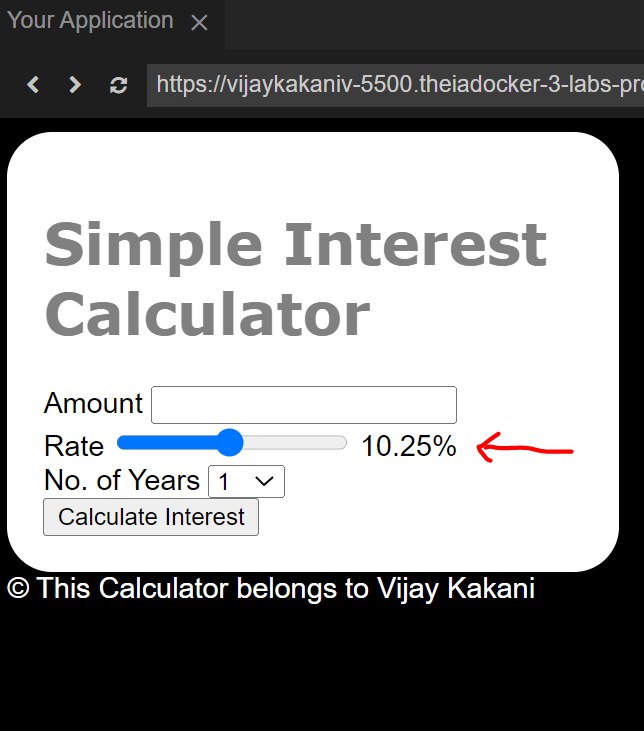 Your Application
https://vijaykakaniv-5500.theiadocker-3-labs-pro
Simple Interest
Calculator
Amount
Rate 10.25%
No. of Years 1
Calculate Interest
© This Calculator belongs to Vijay Kakani